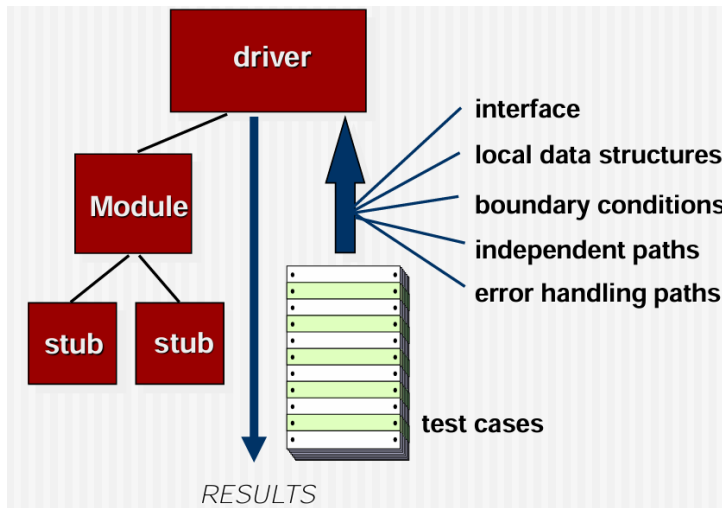 driver
interface
local data structures
boundary conditions
independent paths
error handling paths
Module
stub
stub
test cases
RESULTS